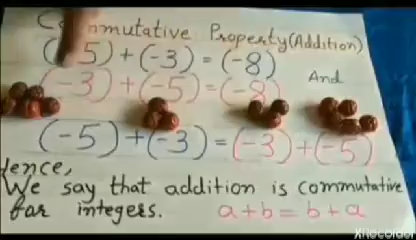 Commutative Property(Addition)
(-5) + (-3) = (-8)
And
(-3) + (-5) = (-8)
(-5) + (-3) = (-3) + (-5)
Hence,
We say that addition is commutative
for integers. a + b = b + a